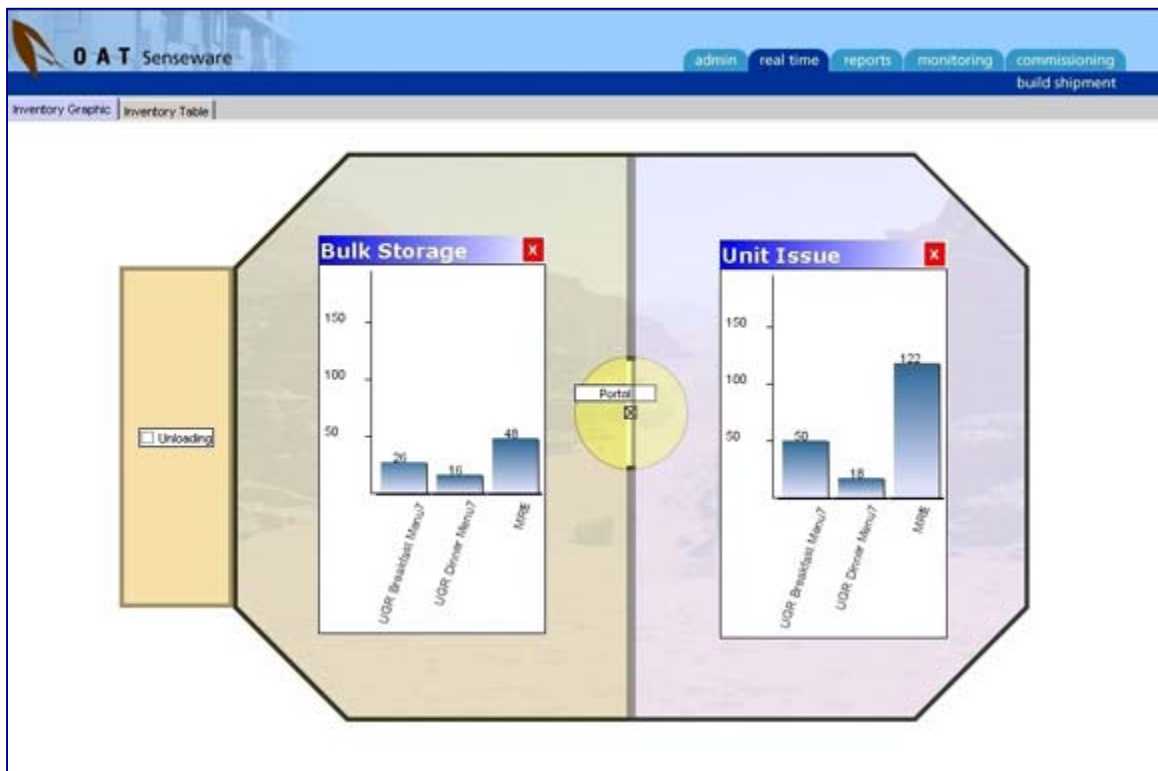 OAT Senseware
admin real time reports monitoring commissioning
build shipment
Inventory Graphic Inventory Table
Bulk Storage X
150
100
50
26
16
48
UGR Breakfast Menu7
UGR Dinner Menu7
MRE
Unit Issue X
150
100
50
50
18
122
UGR Breakfast Menu7
UGR Dinner Menu7
MRE
Portal
Unloading